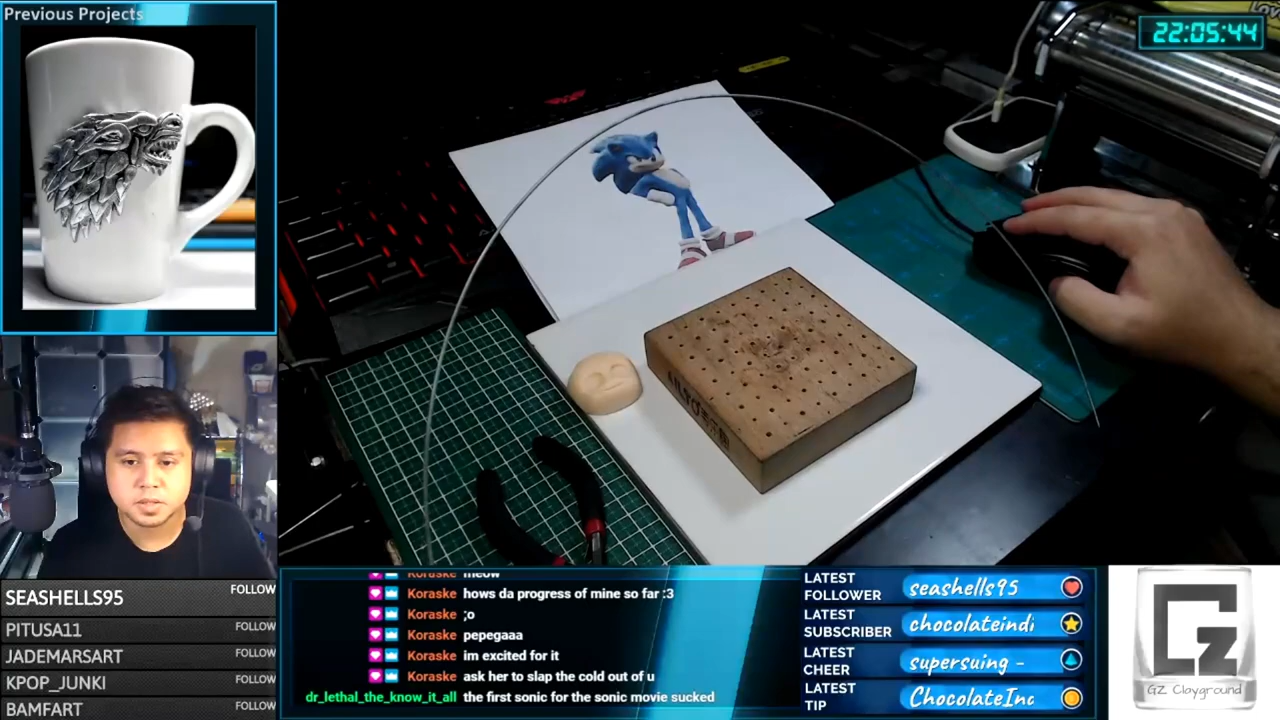 Previous Projects
22:05:44
SEASHELLS95 FOLLOW
PITUSA11 FOLLOW
JADEMARSART FOLLOW
KPOP_JUNKI FOLLOW
BAMFART FOLLOW
Koraske meow
Koraske hows da progress of mine so far :3
Koraske ;o
Koraske pepegaaa
Koraske im excited for it
Koraske ask her to slap the cold out of u
dr_lethal_the_know_it_all the first sonic for the sonic movie sucked
LATEST
FOLLOWER seashells95
LATEST
SUBSCRIBER chocolateindi
LATEST
CHEER supersuing -
LATEST
TIP ChocolateInd
GZ
GZ Clayground